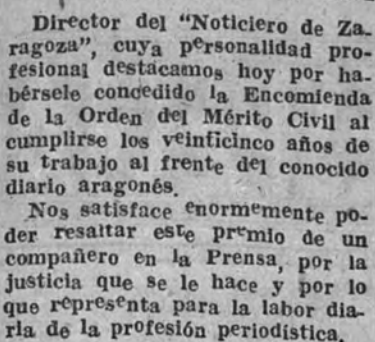 Director del "Noticiero de Za-
ragoza", cuya personalidad pro-
fesional destacamos hoy por ha-
bérsele concedido la Encomienda
de la Orden del Mérito Civil al
cumplirse los veinticinco años de
su trabajo al frente del conocido
diario aragonés.
Nos satisface enormemente po-
der resaltar este premio de un
compañero en la Prensa, por la
justicia que se le hace y por lo
que representa para la labor dia-
ria de la profesión periodística.